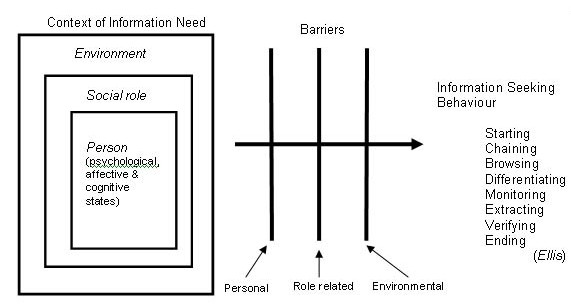 Context of Information Need
Environment
Social role
Person
(psychological,
affective &
cognitive
states)
Barriers
Personal
Role related
Environmental
Information Seeking
Behaviour
Starting
Chaining
Browsing
Differentiating
Monitoring
Extracting
Verifying
Ending
(Ellis)